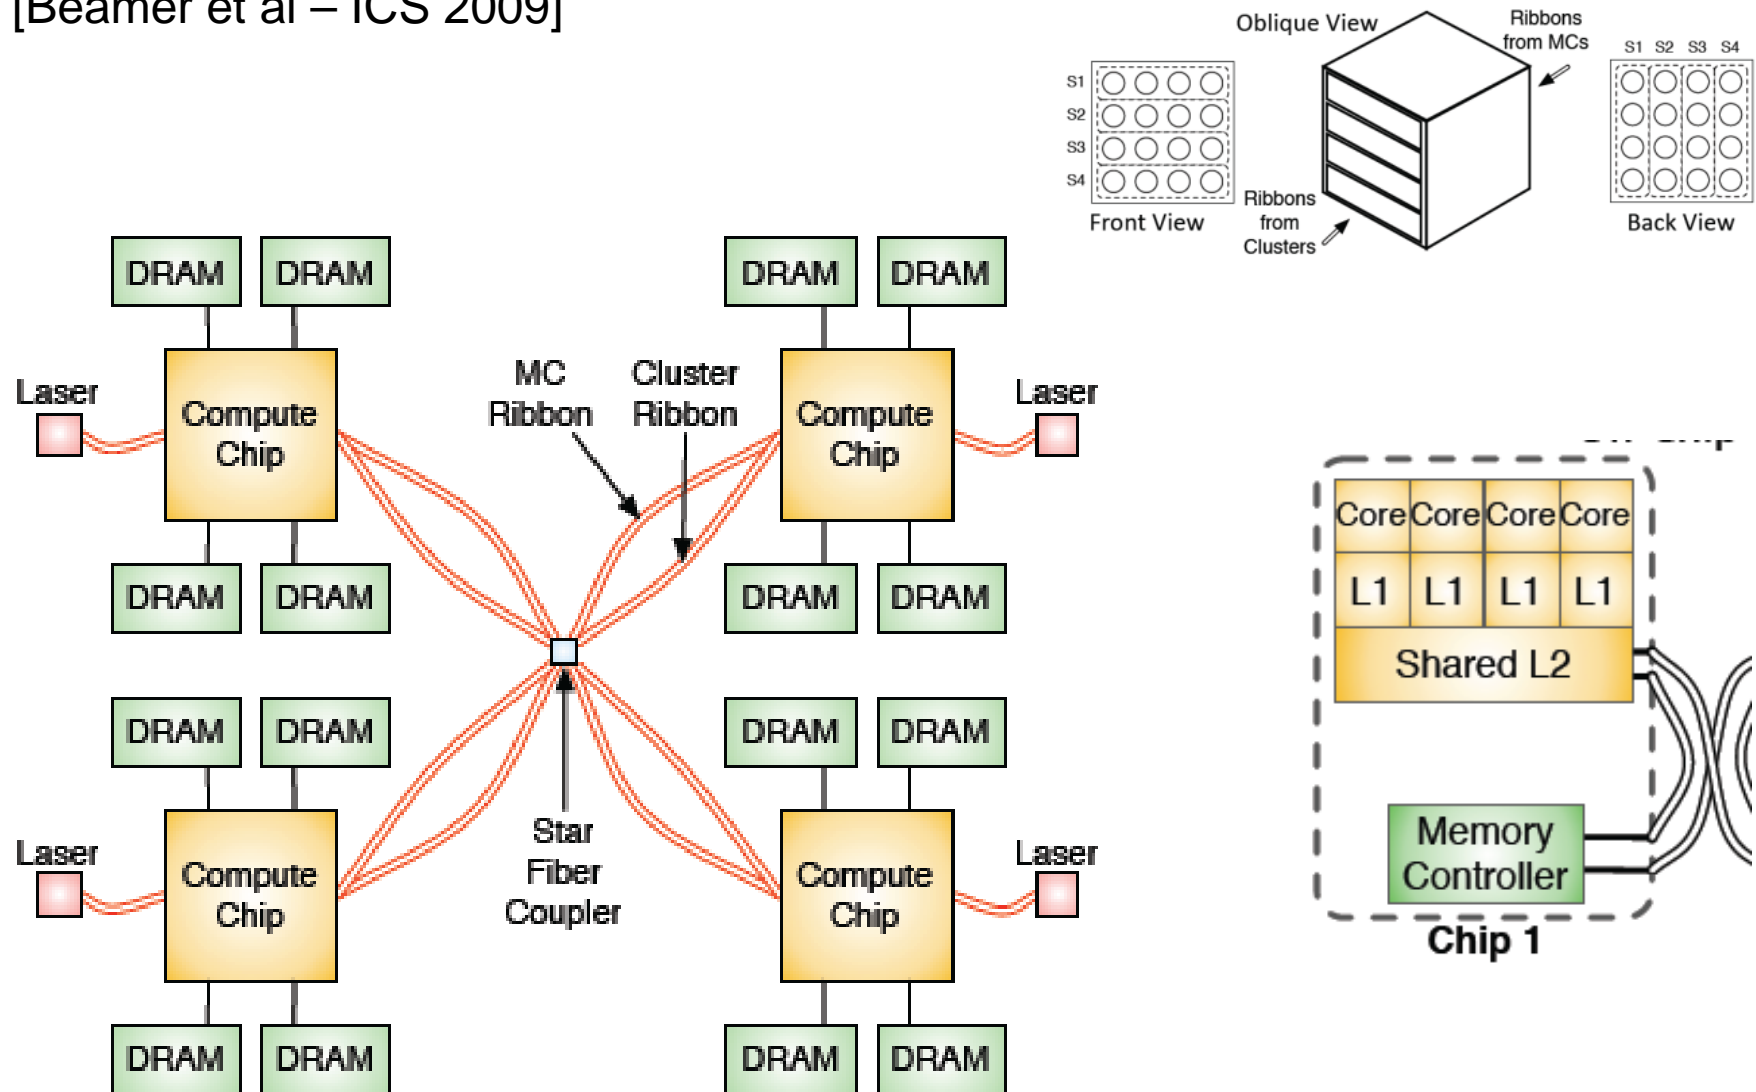 [Beamer et al – ICS 2009]
Oblique View
Ribbons
from MCs
S1 S2 S3 S4
S1
S2
S3
S4
Front View
Ribbons
from
Clusters
Back View
DRAM DRAM
DRAM DRAM
Laser
Compute
Chip
MC
Ribbon
Cluster
Ribbon
Compute
Chip
Laser
DRAM DRAM
DRAM DRAM
Core Core Core Core
L1 L1 L1 L1
Shared L2
Memory
Controller
Chip 1
DRAM DRAM
DRAM DRAM
Laser
Compute
Chip
Star
Fiber
Coupler
Compute
Chip
Laser
DRAM DRAM
DRAM DRAM